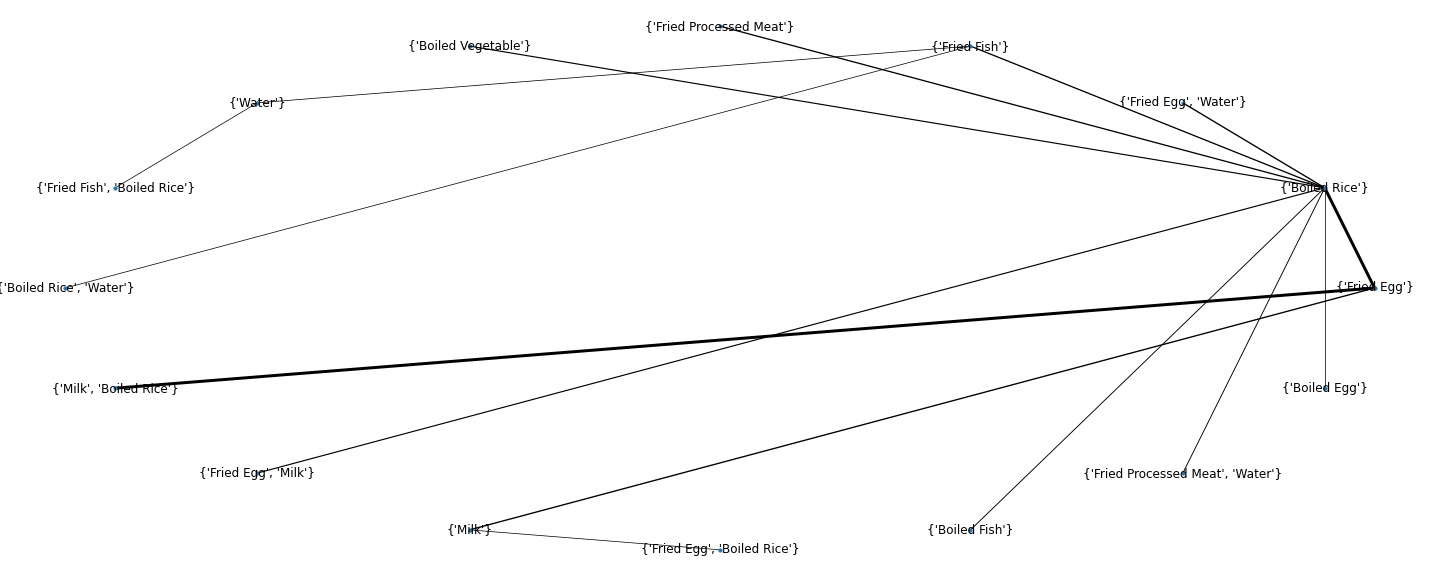 {'Fried Processed Meat'}
{'Boiled Vegetable'}
{'Fried Fish'}
{'Water'}
{'Fried Egg', 'Water'}
{'Fried Fish', 'Boiled Rice'}
{'Boiled Rice'}
{'Boiled Rice', 'Water'}
{'Fried Egg'}
{'Milk', 'Boiled Rice'}
{'Boiled Egg'}
{'Fried Egg', 'Milk'}
{'Fried Processed Meat', 'Water'}
{'Milk'}
{'Boiled Fish'}
{'Fried Egg', 'Boiled Rice'}